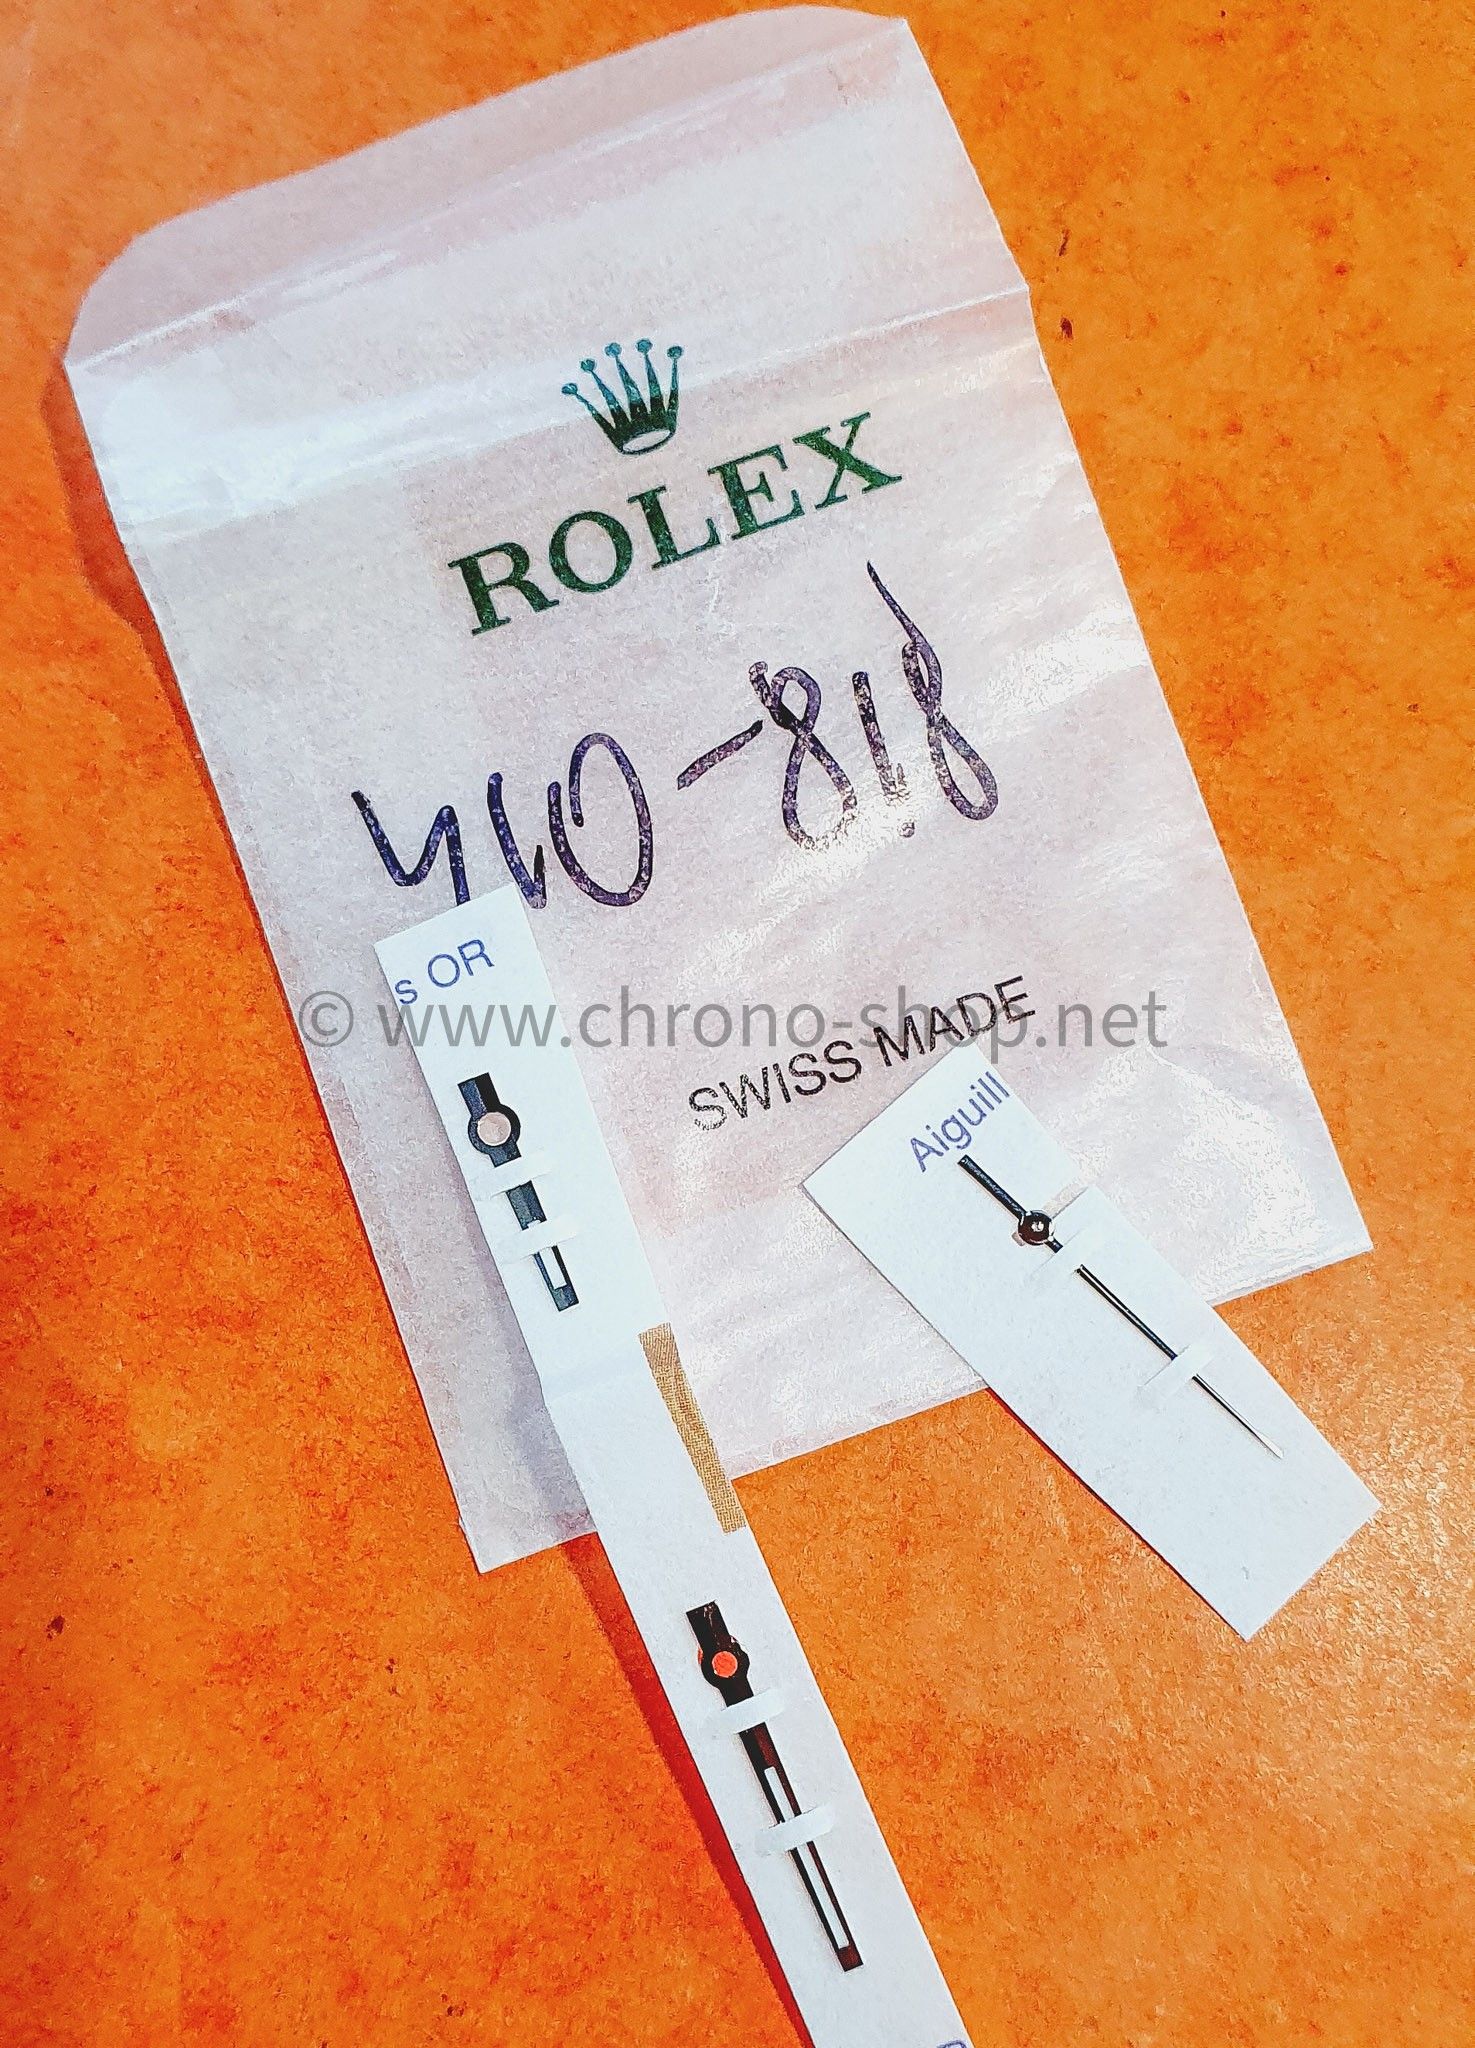 ROLEX
410-818
s OR
© www.chrono-shop.net
SWISS MADE
Aiguill